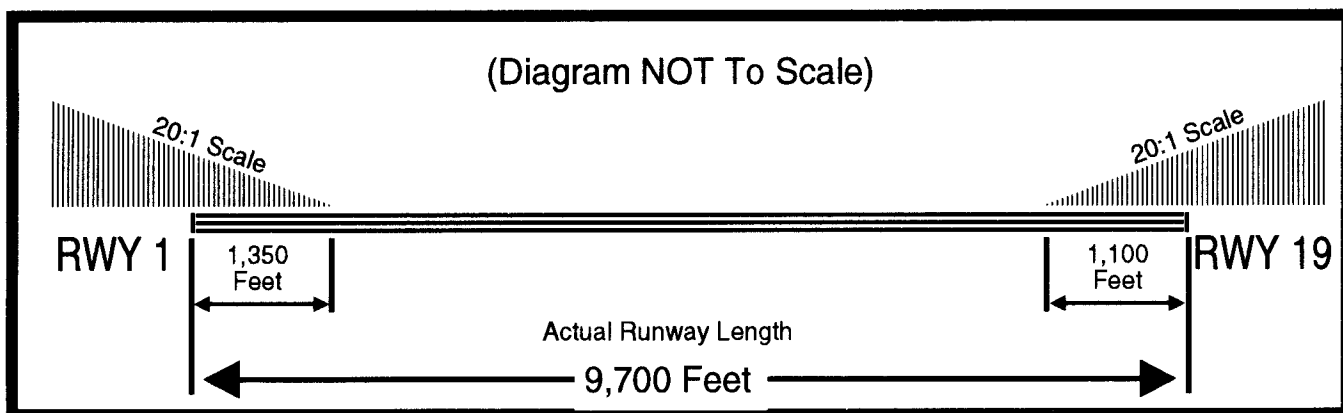 (Diagram NOT To Scale)
20:1 Scale
20:1 Scale
RWY 1
1,350
Feet
1,100
Feet
RWY 19
Actual Runway Length
9,700 Feet